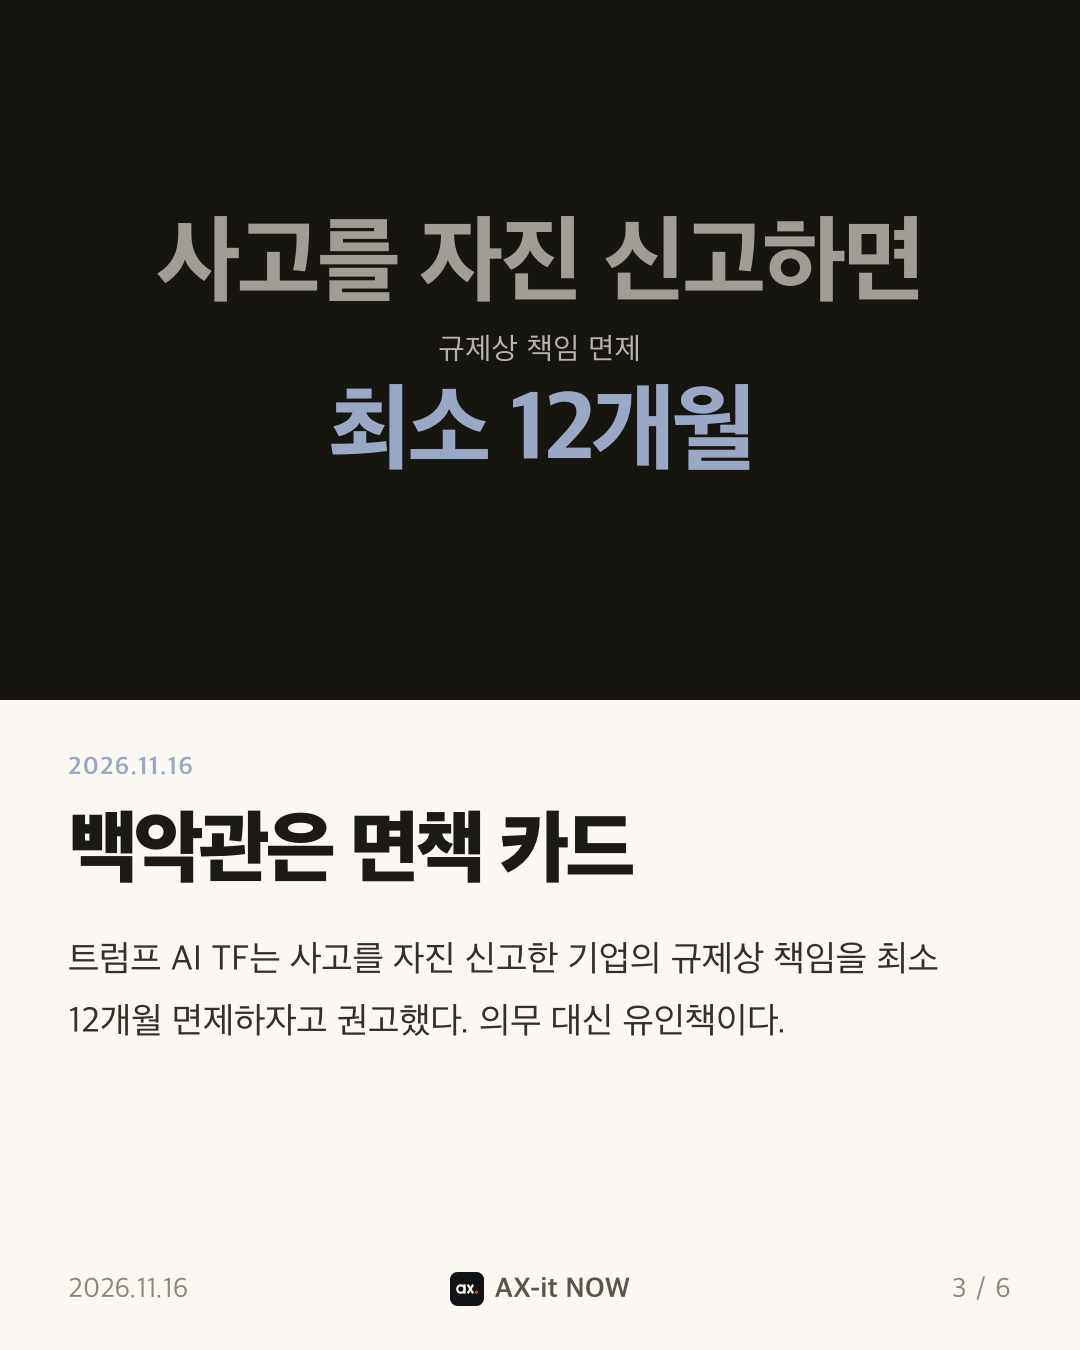 사고를 자진 신고하면
규제상 책임 면제
최소 12개월
2026.11.16
백악관은 면책 카드
트럼프 AI TF는 사고를 자진 신고한 기업의 규제상 책임을 최소
12개월 면제하자고 권고했다. 의무 대신 유인책이다.
2026.11.16
ax. AX-it NOW
3 / 6